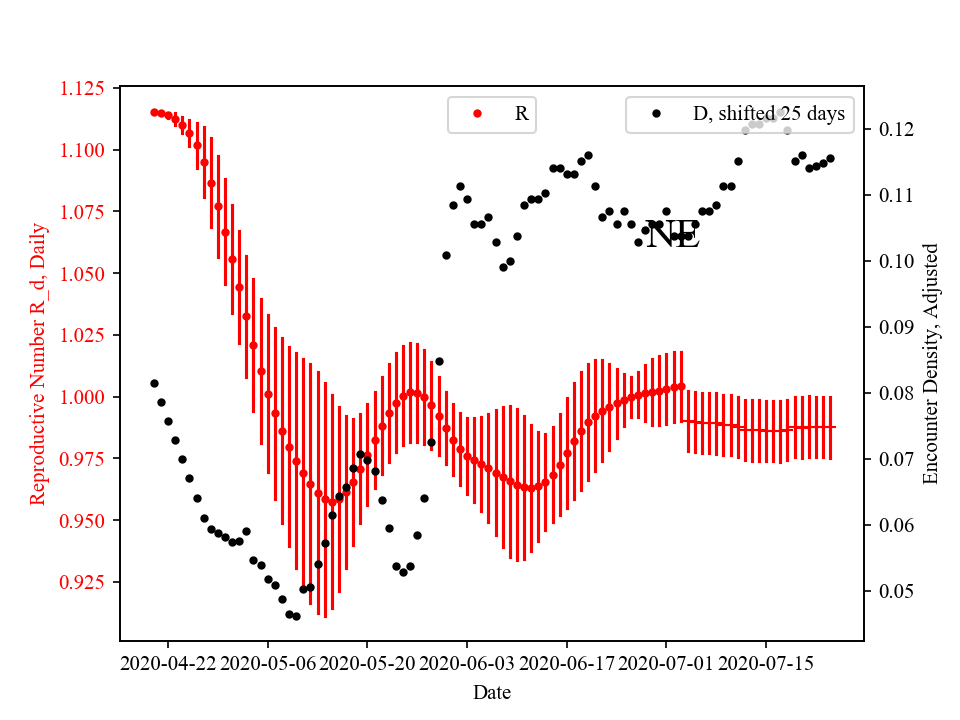 R
D, shifted 25 days
NE
1.125
1.100
1.075
1.050
1.025
1.000
0.975
0.950
0.925
Reproductive Number R_d, Daily
0.12
0.11
0.10
0.09
0.08
0.07
0.06
0.05
Encounter Density, Adjusted
2020-04-22 2020-05-06 2020-05-20 2020-06-03 2020-06-17 2020-07-01 2020-07-15
Date